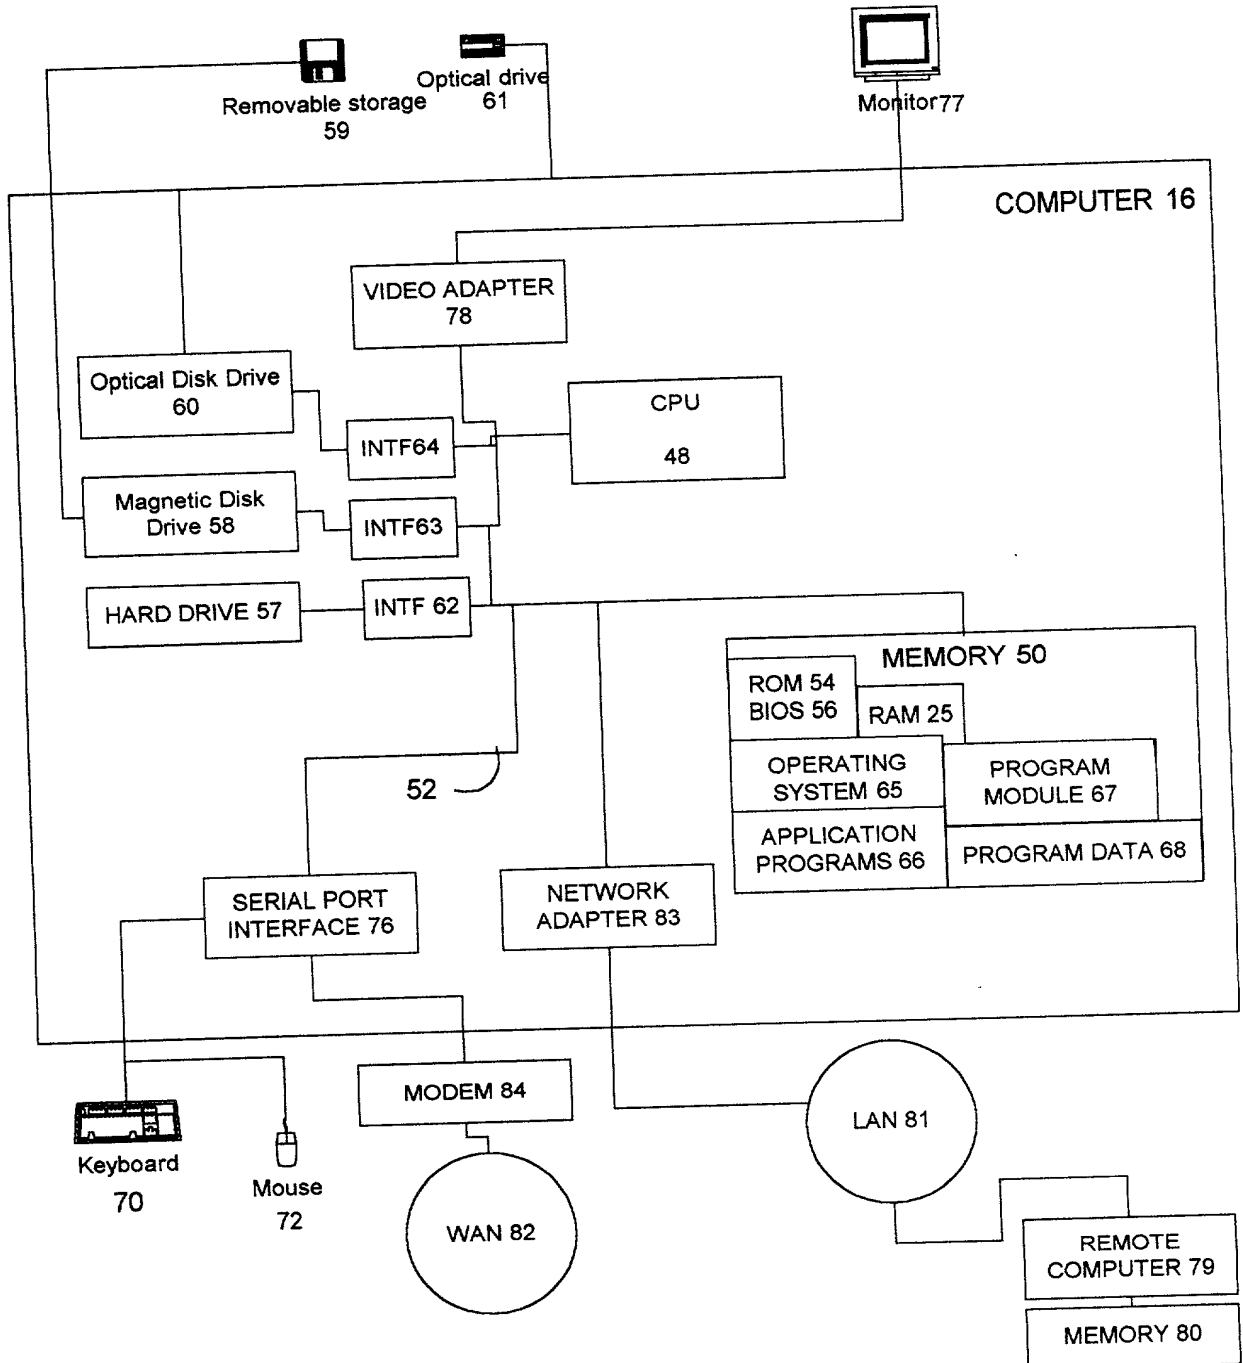 Removable storage
59
Optical drive
61
Monitor77
COMPUTER 16
VIDEO ADAPTER
78
Optical Disk Drive
60
INTF64
CPU
48
Magnetic Disk
Drive 58
INTF63
HARD DRIVE 57
INTF 62
MEMORY 50
ROM 54
BIOS 56
RAM 25
OPERATING
SYSTEM 65
PROGRAM
MODULE 67
APPLICATION
PROGRAMS 66
PROGRAM DATA 68
52
SERIAL PORT
INTERFACE 76
NETWORK
ADAPTER 83
MODEM 84
LAN 81
Keyboard
70
Mouse
72
WAN 82
REMOTE
COMPUTER 79
MEMORY 80